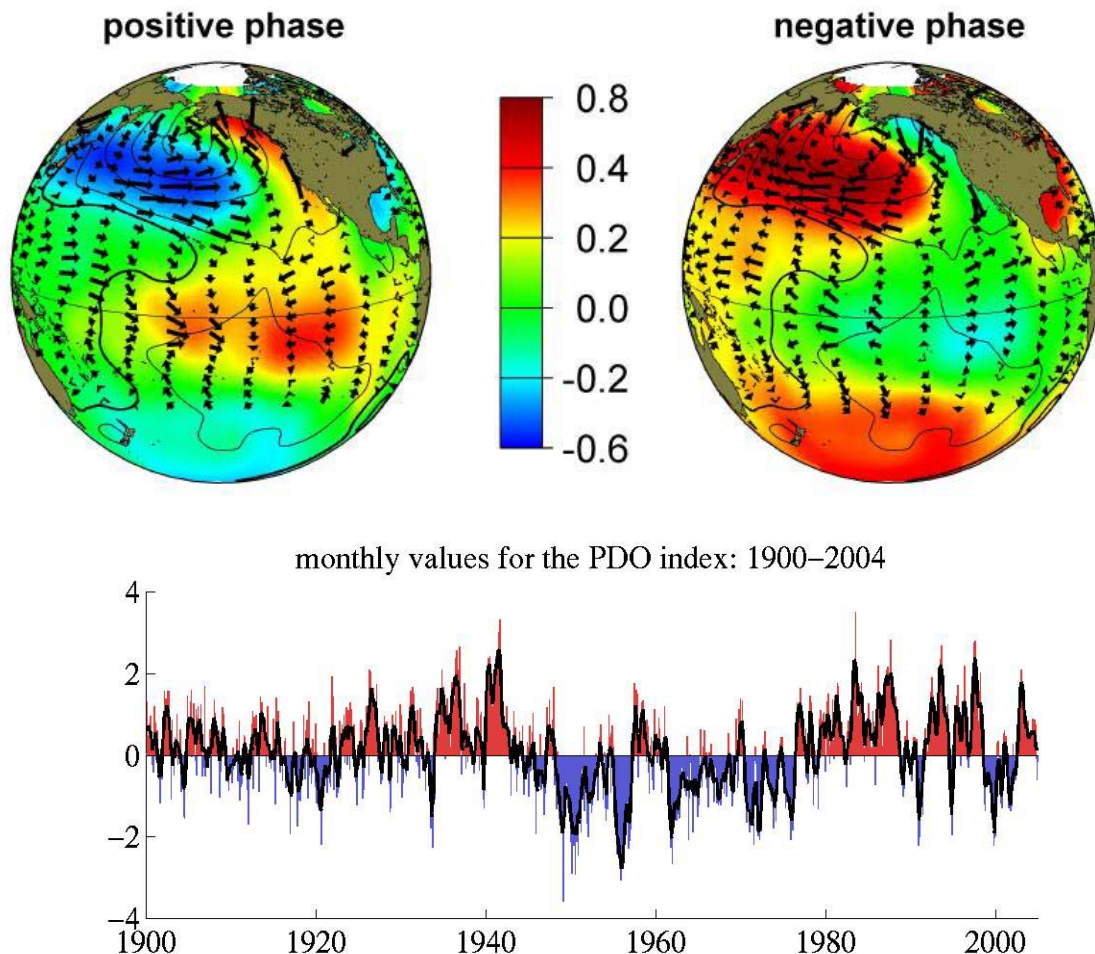 positive phase
negative phase
0.8
0.4
0.2
0.0
-0.2
-0.6
monthly values for the PDO index: 1900−2004
4
2
0
−2
−4
1900 1920 1940 1960 1980 2000